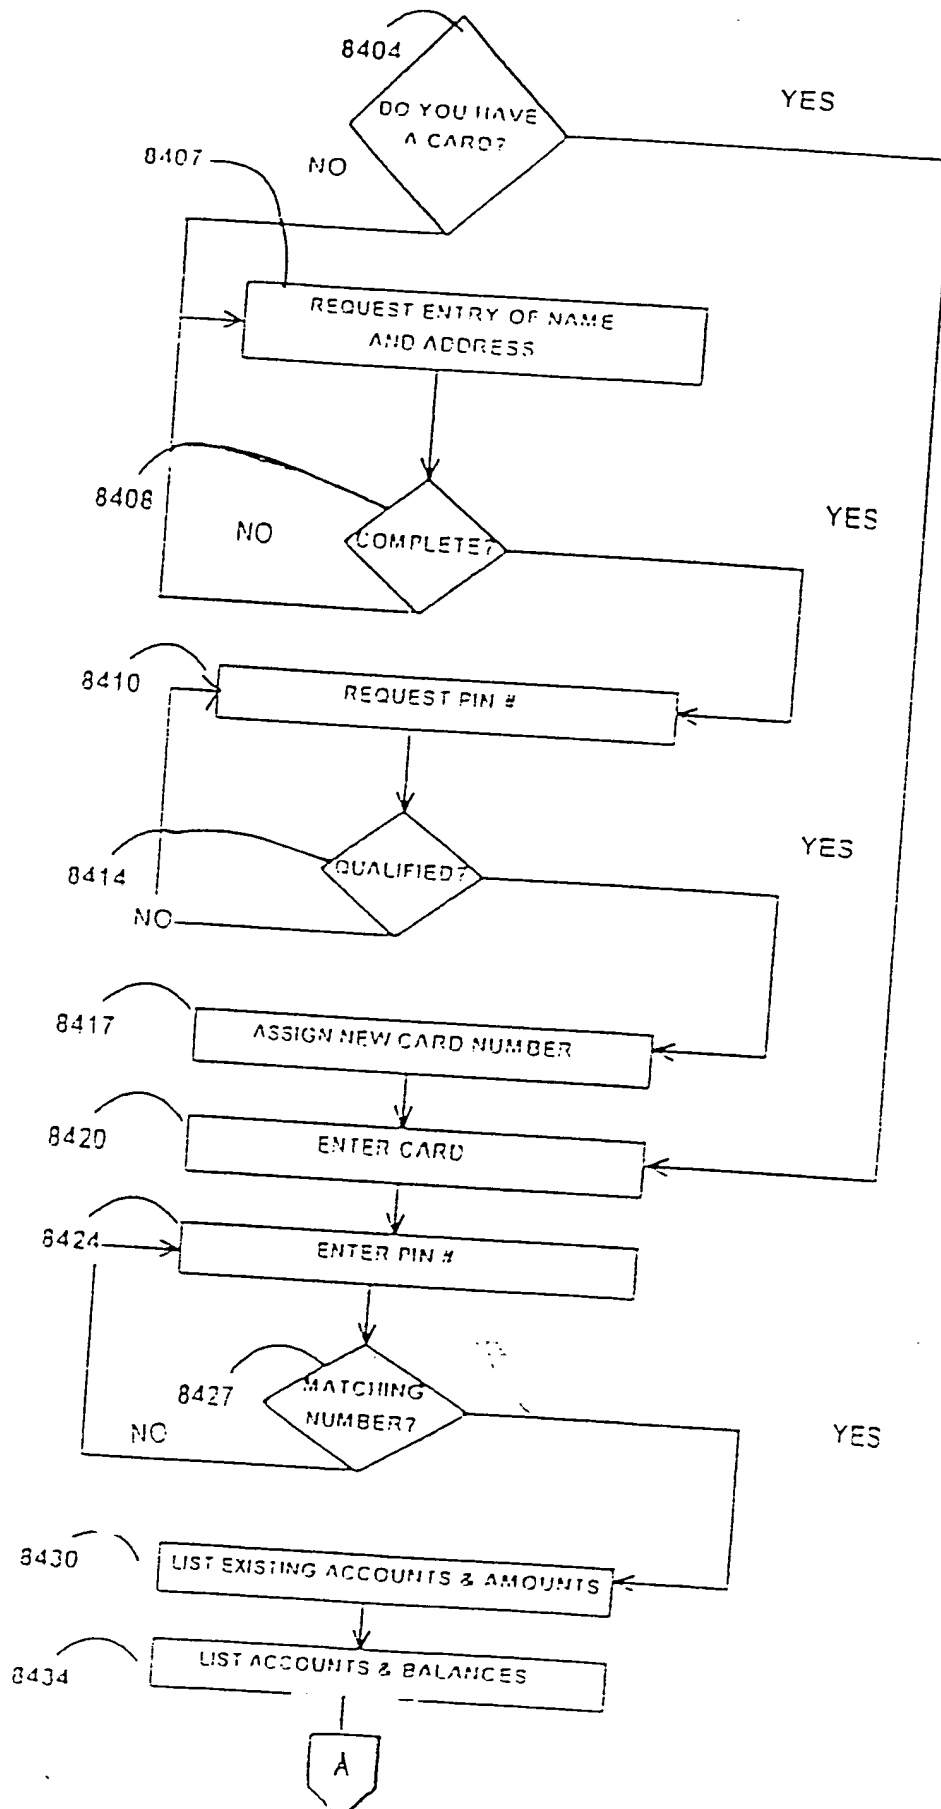 8404
DO YOU HAVE
A CARD?
YES
NO
8407
REQUEST ENTRY OF NAME
AND ADDRESS
8408
NO
COMPLETE?
YES
8410
REQUEST PIN #
8414
QUALIFIED?
YES
NO
8417
ASSIGN NEW CARD NUMBER
8420
ENTER CARD
8424
ENTER PIN #
8427
MATCHING
NUMBER?
NO
YES
8430
LIST EXISTING ACCOUNTS & AMOUNTS
8434
LIST ACCOUNTS & BALANCES
A